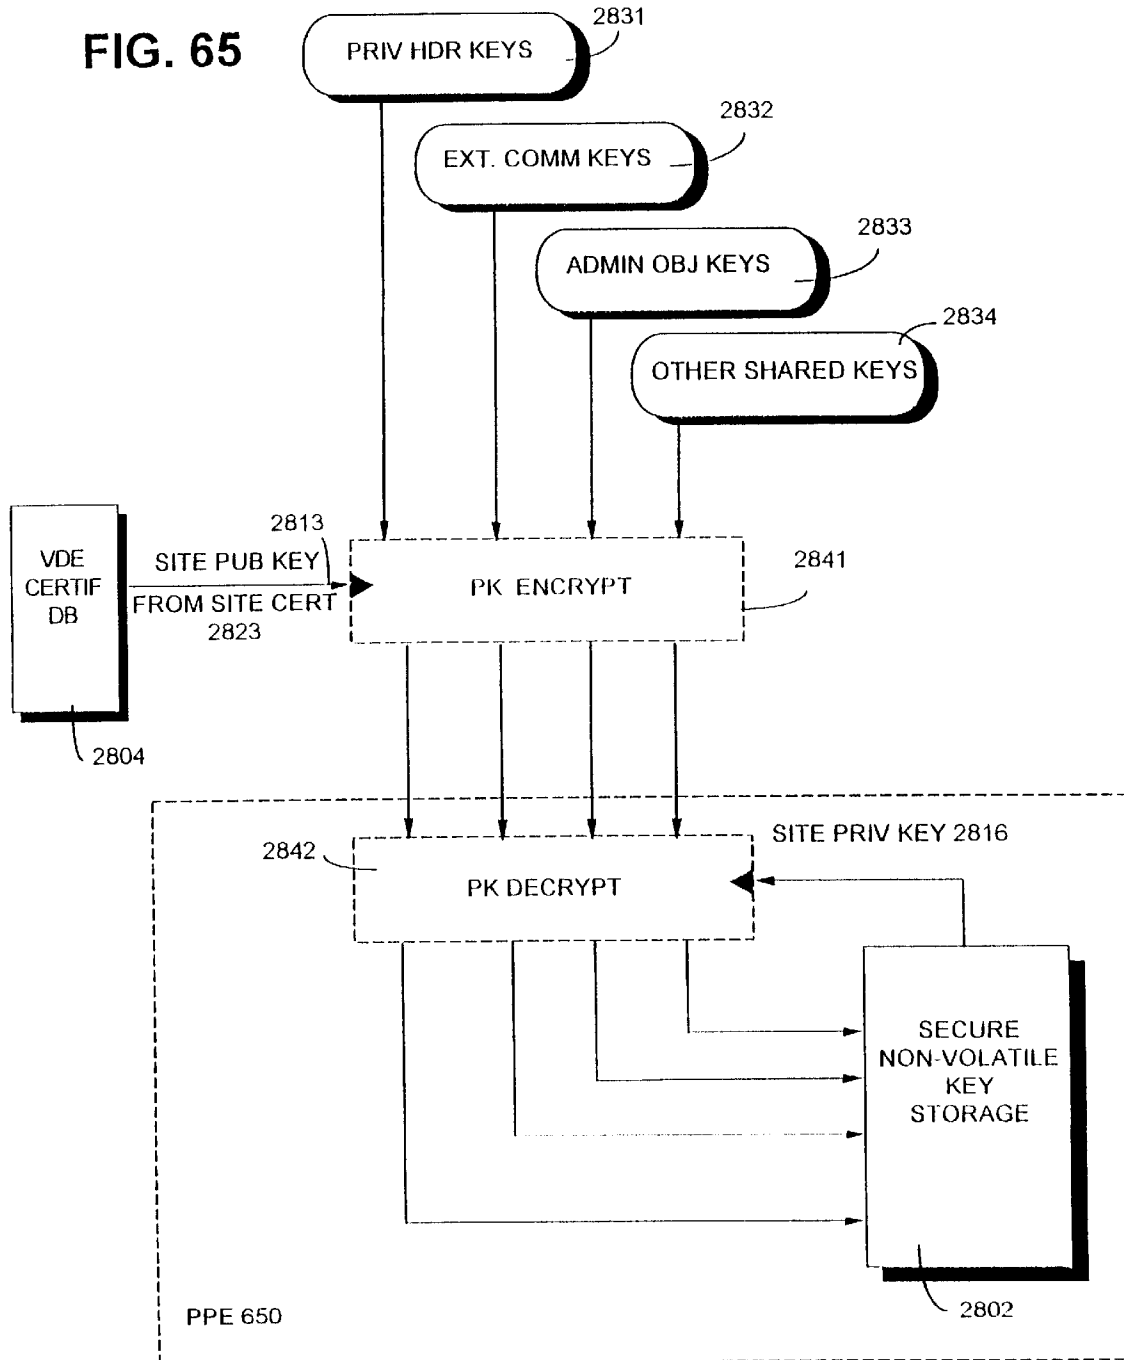 FIG. 65
2831
PRIV HDR KEYS
2832
EXT. COMM KEYS
2833
ADMIN OBJ KEYS
2834
OTHER SHARED KEYS
2813
VDE
CERTIF
DB
SITE PUB KEY
FROM SITE CERT
2823
PK ENCRYPT
2841
2804
SITE PRIV KEY 2816
2842
PK DECRYPT
SECURE
NON-VOLATILE
KEY
STORAGE
PPE 650
2802